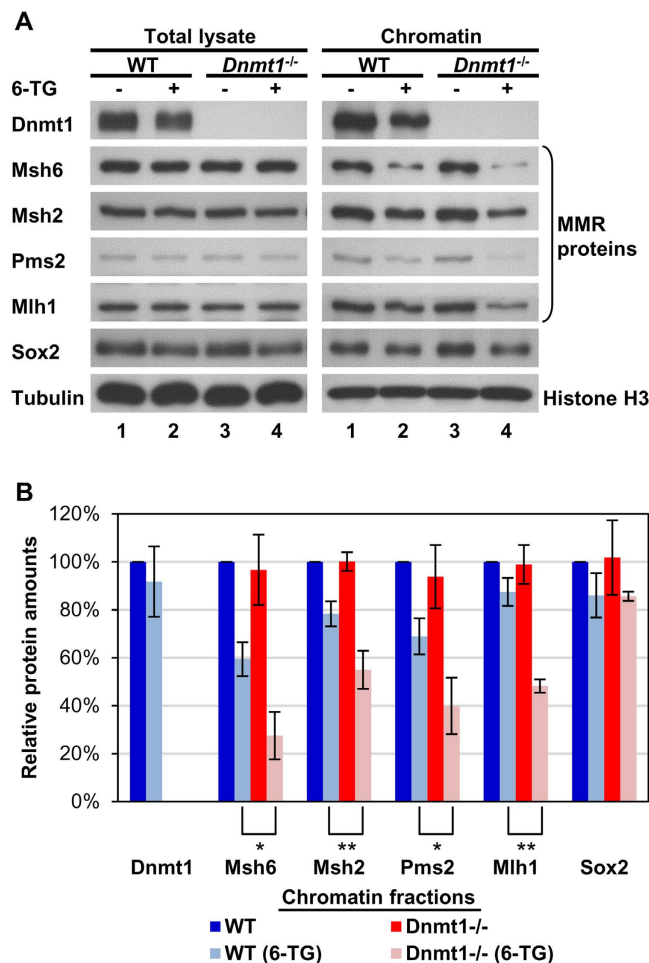 A
Total lysate Chromatin
WT Dnmt1-/- WT Dnmt1-/-
6-TG - + - + - + - +
Dnmt1
Msh6
Msh2
Pms2
Mlh1
MMR
proteins
Sox2
Tubulin Histone H3
1 2 3 4 1 2 3 4
B
Relative protein amounts
120%
100%
80%
60%
40%
20%
0%
* ** * **
Dnmt1 Msh6 Msh2 Pms2 Mlh1 Sox2
Chromatin fractions
WT Dnmt1-/-
WT (6-TG) Dnmt1-/- (6-TG)